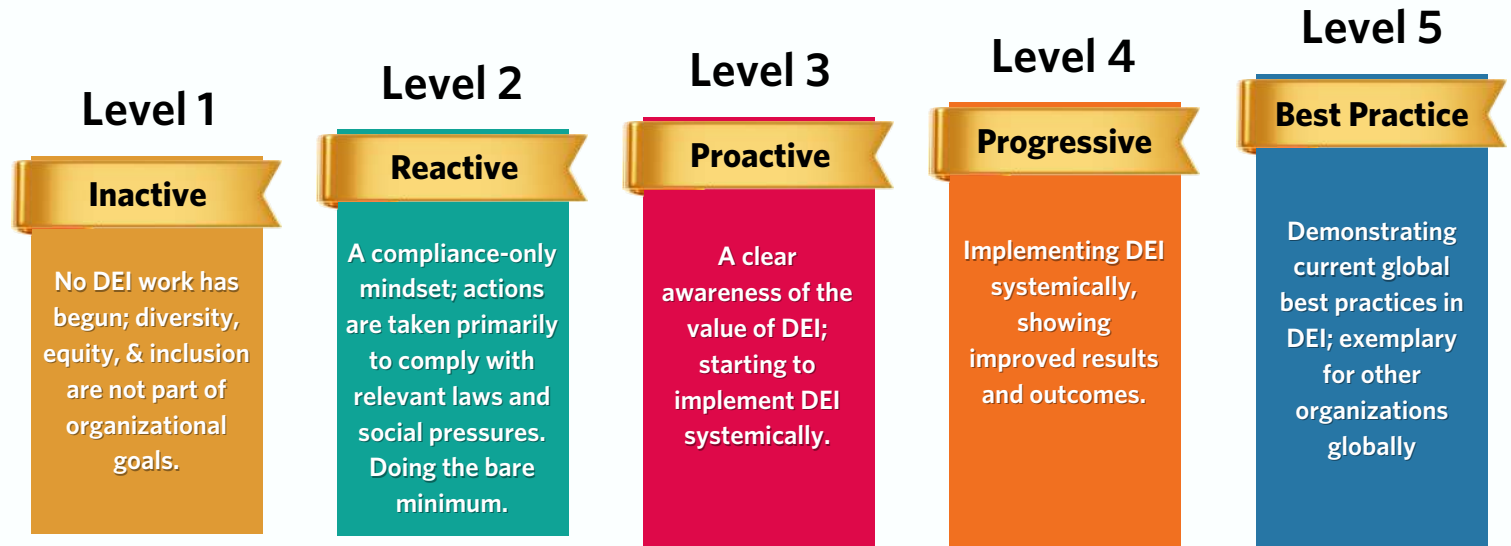 Level 1
Inactive
No DEI work has
begun; diversity,
equity, & inclusion
are not part of
organizational
goals.
Level 2
Reactive
A compliance-only
mindset; actions
are taken primarily
to comply with
relevant laws and
social pressures.
Doing the bare
minimum.
Level 3
Proactive
A clear
awareness of the
value of DEI;
starting to
implement DEI
systemically.
Level 4
Progressive
Implementing DEI
systemically,
showing
improved results
and outcomes.
Level 5
Best Practice
Demonstrating
current global
best practices in
DEI; exemplary
for other
organizations
globally